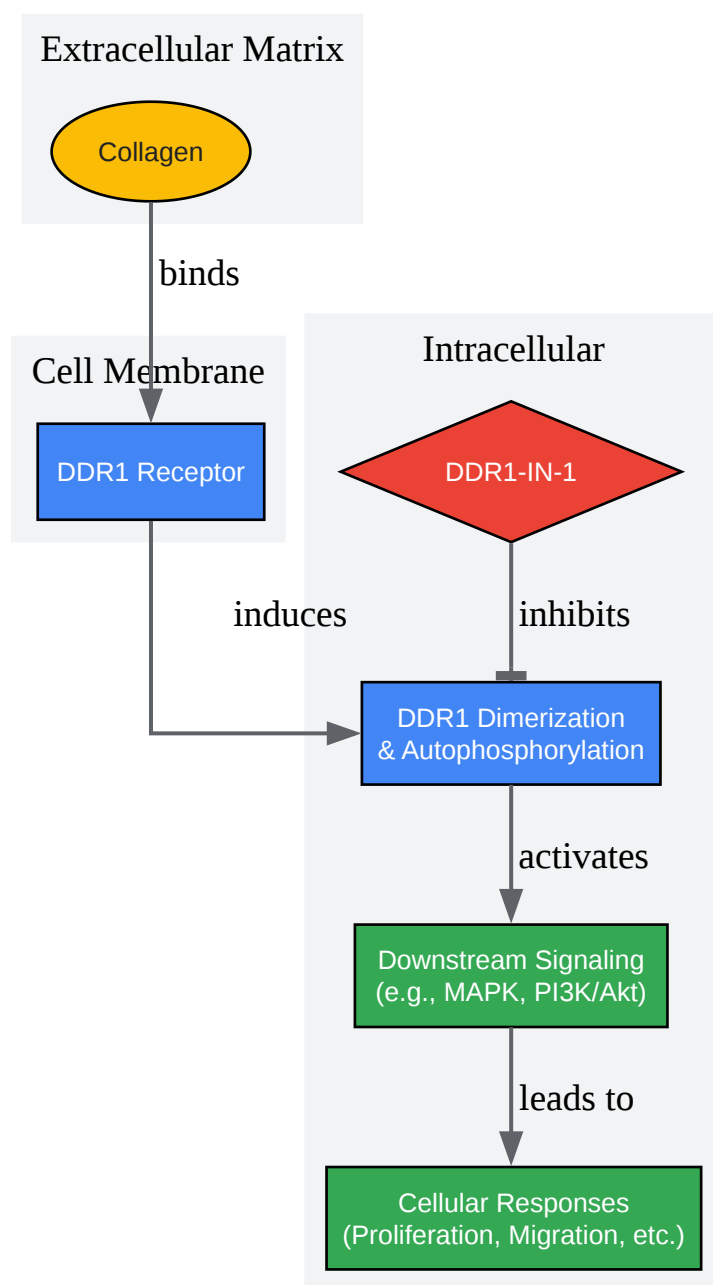 Extracellular Matrix
Collagen
binds
Cell Membrane
DDR1 Receptor
Intracellular
DDR1-IN-1
induces
inhibits
DDR1 Dimerization
& Autophosphorylation
activates
Downstream Signaling
(e.g., MAPK, PI3K/Akt)
leads to
Cellular Responses
(Proliferation, Migration, etc.)